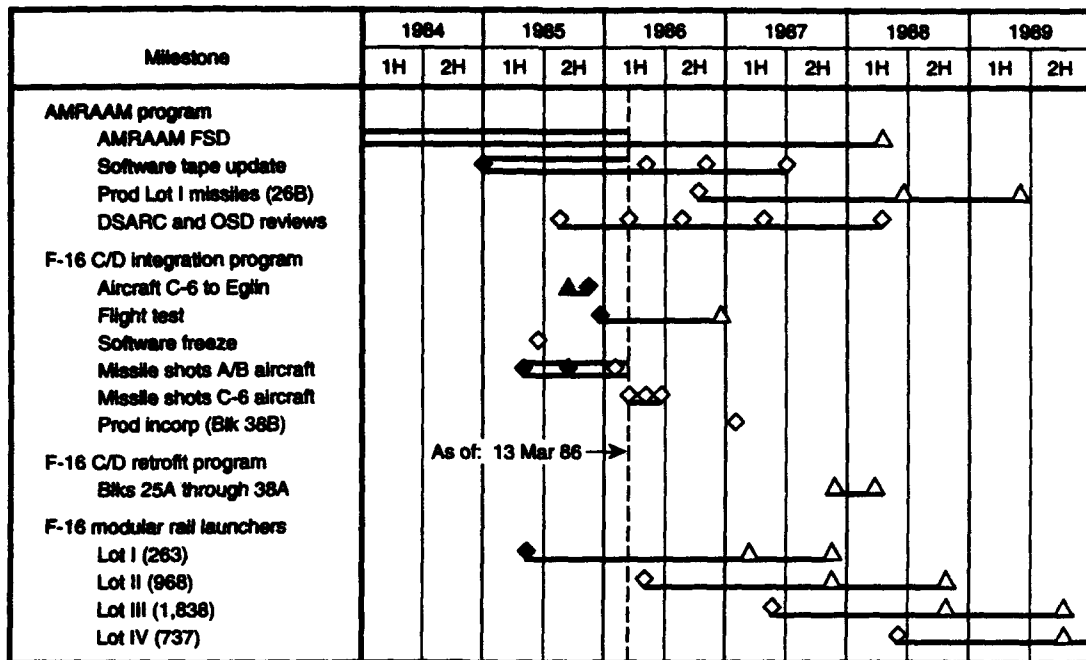 Milestone
1984 1985 1986 1987 1988 1989
1H 2H 1H 2H 1H 2H 1H 2H 1H 2H 1H 2H
AMRAAM program
AMRAAM FSD
Software tape update
Prod Lot I missiles (26B)
DSARC and OSD reviews
F-16 C/D integration program
Aircraft C-6 to Eglin
Flight test
Software freeze
Missile shots A/B aircraft
Missile shots C-6 aircraft
Prod incorp (Blk 38B)
As of: 13 Mar 86
F-16 C/D retrofit program
Blks 25A through 38A
F-16 modular rail launchers
Lot I (263)
Lot II (968)
Lot III (1,838)
Lot IV (737)